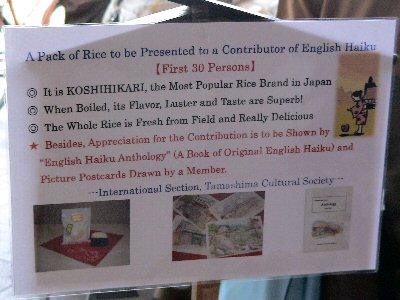 A Pack of Rice to be Presented to a Contributor of English Haiku
【First 30 Persons】
◎ It is KOSHIHIKARI, the Most Popular Rice Brand in Japan
◎ When Boiled, its Flavor, Luster and Taste are Superb!
◎ The Whole Rice is Fresh from Field and Really Delicious
★ Besides, Appreciation for the Contribution is to be Shown by
"English Haiku Anthology" (A Book of Original English Haiku) and
Picture Postcards Drawn by a Member.
---International Section, Tamashima Cultural Society---
Anthology